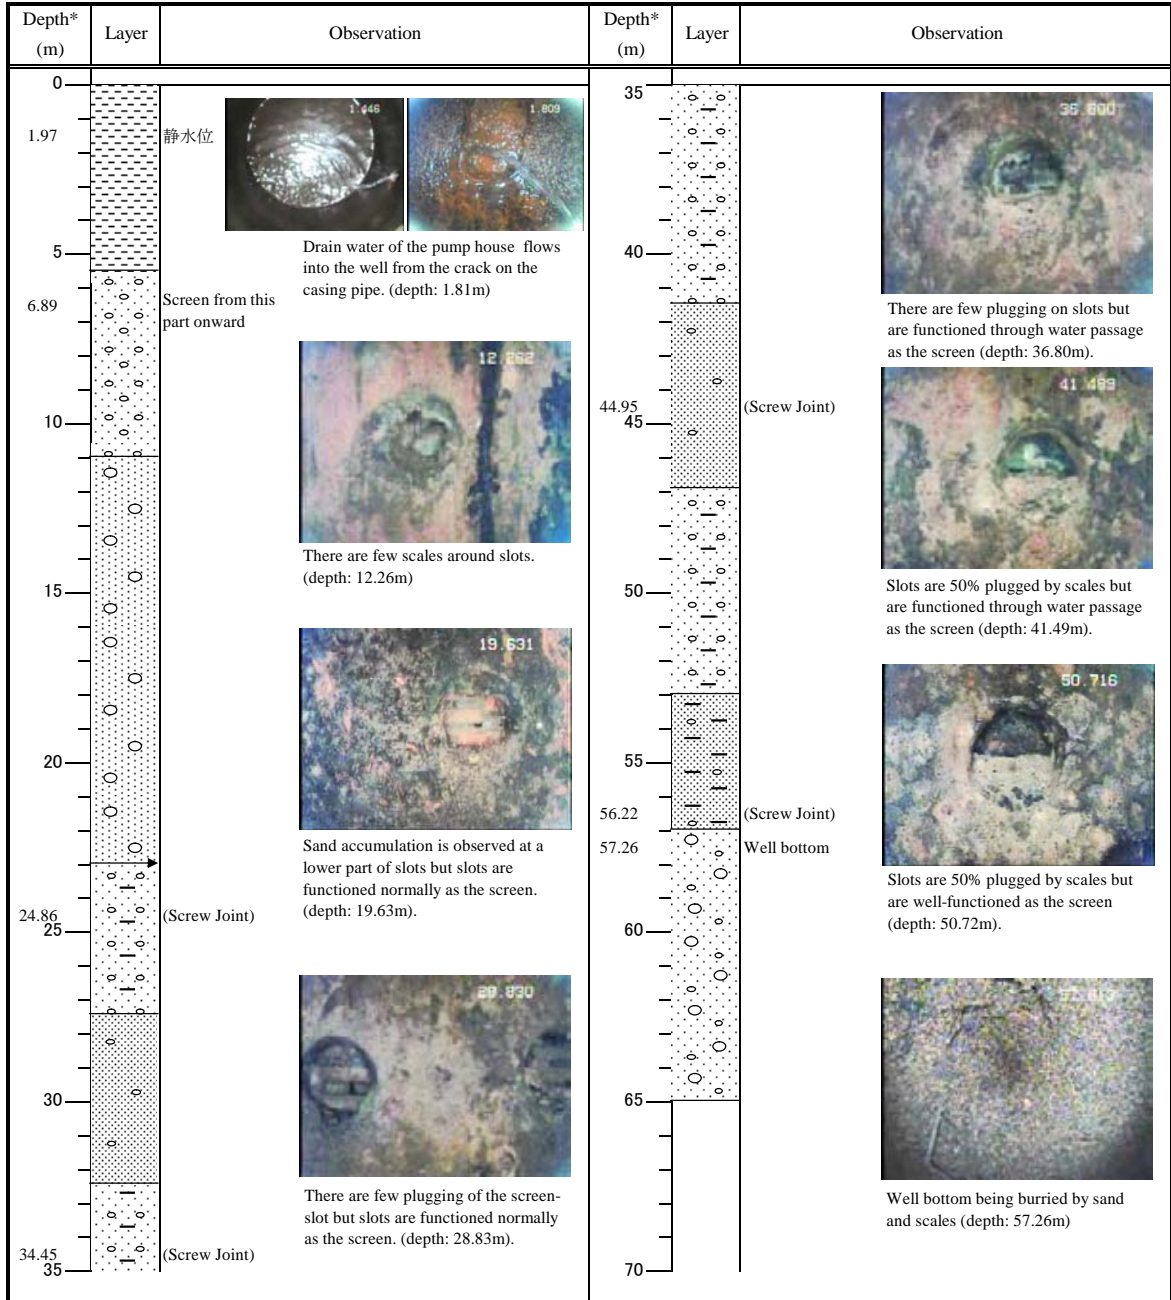 Depth*
(m)
Layer
Observation
0
1.97
静水位
1.446
1.809
Drain water of the pump house flows
into the well from the crack on the
casing pipe. (depth: 1.81m)
5
6.89
Screen from this
part onward
12.262
10
There are few scales around slots.
(depth: 12.26m)
15
19.631
20
Sand accumulation is observed at a
lower part of slots but slots are
functioned normally as the screen.
(depth: 19.63m).
24.86
(Screw Joint)
25
28.830
30
There are few plugging of the screen-
slot but slots are functioned normally
as the screen. (depth: 28.83m).
34.45
(Screw Joint)
35
Depth*
(m)
Layer
Observation
35
36.800
40
There are few plugging on slots but
are functioned through water passage
as the screen (depth: 36.80m).
41.489
44.95
(Screw Joint)
45
50
Slots are 50% plugged by scales but
are functioned through water passage
as the screen (depth: 41.49m).
50.716
55
56.22
(Screw Joint)
57.26
Well bottom
Slots are 50% plugged by scales but
are well-functioned as the screen
(depth: 50.72m).
60
65
Well bottom being burried by sand
and scales (depth: 57.26m)
70